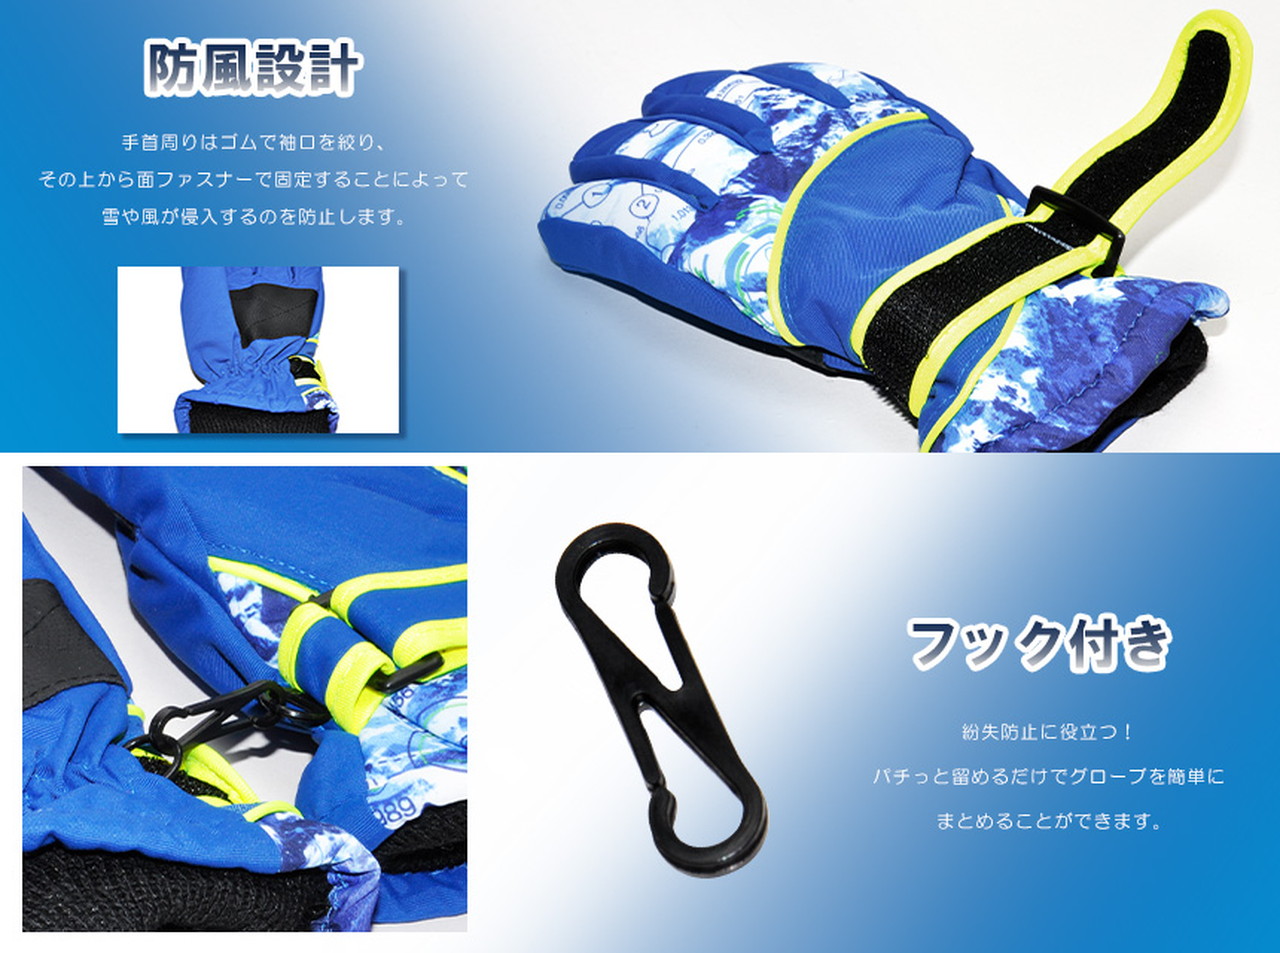 防風設計
手首周りはゴムで袖口を絞り、
その上から面ファスナーで固定することによって
雪や風が侵入するのを防止します。
1
2
989
フック付き
紛失防止に役立つ！
パチっと留めるだけでグローブを簡単に
まとめることができます。